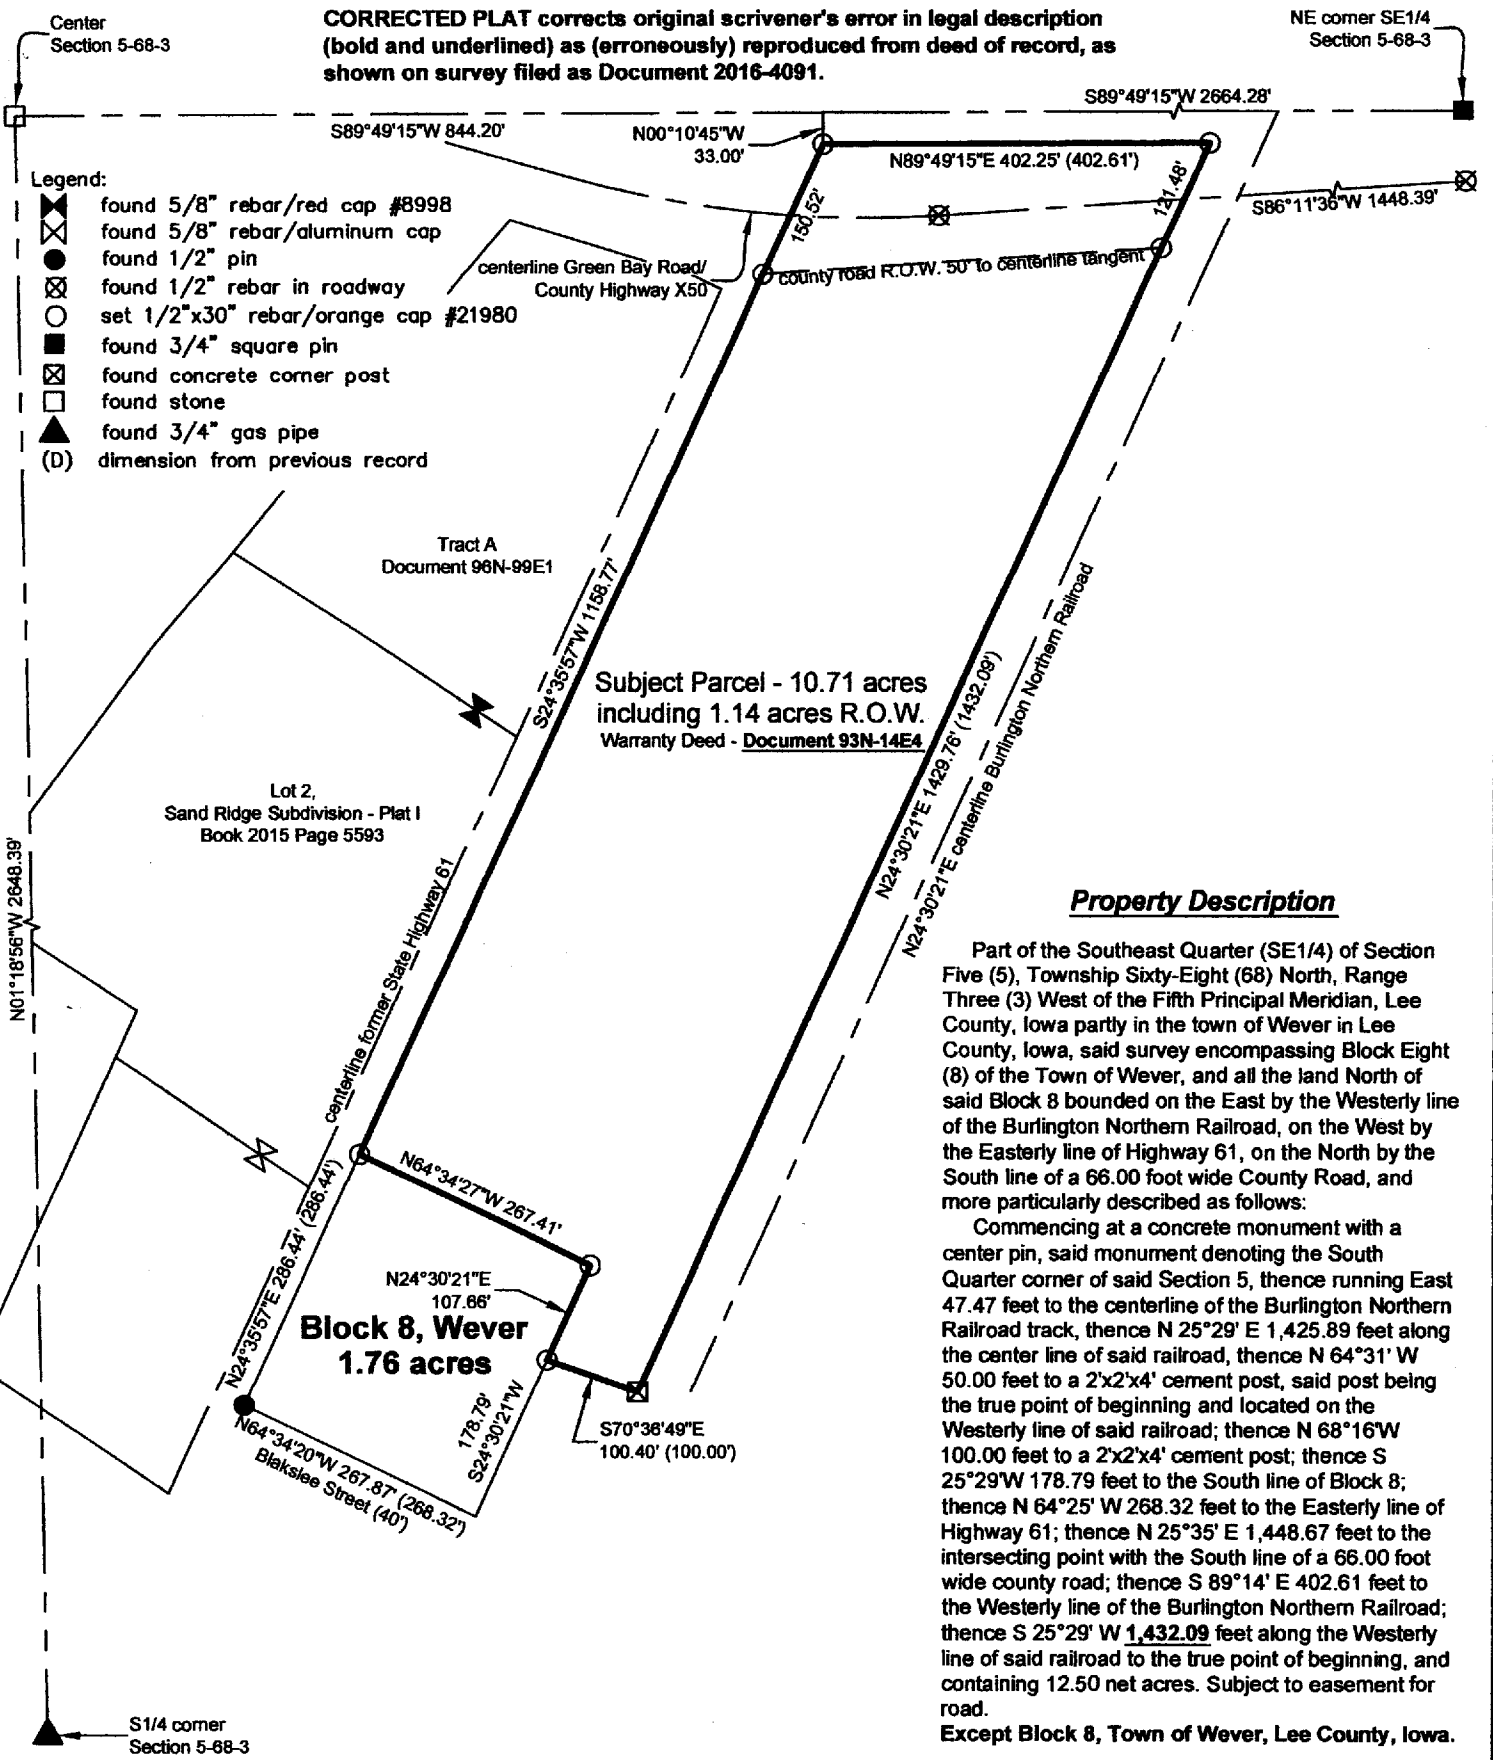 Center
Section 5-68-3
CORRECTED PLAT corrects original scrivener's error in legal description
(bold and underlined) as (erroneously) reproduced from deed of record, as
shown on survey filed as Document 2016-4091.
NE corner SE1/4
Section 5-68-3
S89°49'15"W 2664.28'
S89°49'15"W 844.20'
N00°10'45"W
33.00'
N89°49'15"E 402.25' (402.61')
150.52'
121.48'
S86°11'36"W 1448.39'
Legend:
found 5/8" rebar/red cap #8998
found 5/8" rebar/aluminum cap
found 1/2" pin
found 1/2" rebar in roadway
set 1/2"x30" rebar/orange cap #21980
found 3/4" square pin
found concrete corner post
found stone
found 3/4" gas pipe
(D) dimension from previous record
centerline Green Bay Road/
County Highway X50
county road R.O.W. 50' to centerline tangent
Tract A
Document 96N-99E1
S24°35'57"W 1158.77'
Subject Parcel - 10.71 acres
including 1.14 acres R.O.W.
Warranty Deed - Document 93N-14E4
N24°30'21"E 1429.76' (1432.09')
N24°30'21"E centerline Burlington Northern Railroad
Lot 2,
Sand Ridge Subdivision - Plat I
Book 2015 Page 5593
N01°18'56"W 2648.39'
centerline former State Highway 61
N64°34'27"W 267.41'
N24°35'57"E 286.44' (286.44')
N24°30'21"E
107.66'
Block 8, Wever
1.76 acres
178.79'
S24°30'21"W
S70°36'49"E
100.40' (100.00')
N64°34'20"W 267.87' (268.32')
Blakslee Street (40')
S1/4 corner
Section 5-68-3
Property Description
Part of the Southeast Quarter (SE1/4) of Section
Five (5), Township Sixty-Eight (68) North, Range
Three (3) West of the Fifth Principal Meridian, Lee
County, Iowa partly in the town of Wever in Lee
County, Iowa, said survey encompassing Block Eight
(8) of the Town of Wever, and all the land North of
said Block 8 bounded on the East by the Westerly line
of the Burlington Northern Railroad, on the West by
the Easterly line of Highway 61, on the North by the
South line of a 66.00 foot wide County Road, and
more particularly described as follows:
Commencing at a concrete monument with a
center pin, said monument denoting the South
Quarter corner of said Section 5, thence running East
47.47 feet to the centerline of the Burlington Northern
Railroad track, thence N 25°29' E 1,425.89 feet along
the center line of said railroad, thence N 64°31' W
50.00 feet to a 2'x2'x4' cement post, said post being
the true point of beginning and located on the
Westerly line of said railroad; thence N 68°16'W
100.00 feet to a 2'x2'x4' cement post; thence S
25°29'W 178.79 feet to the South line of Block 8;
thence N 64°25' W 268.32 feet to the Easterly line of
Highway 61; thence N 25°35' E 1,448.67 feet to the
intersecting point with the South line of a 66.00 foot
wide county road; thence S 89°14' E 402.61 feet to
the Westerly line of the Burlington Northern Railroad;
thence S 25°29' W 1,432.09 feet along the Westerly
line of said railroad to the true point of beginning, and
containing 12.50 net acres. Subject to easement for
road.
Except Block 8, Town of Wever, Lee County, Iowa.